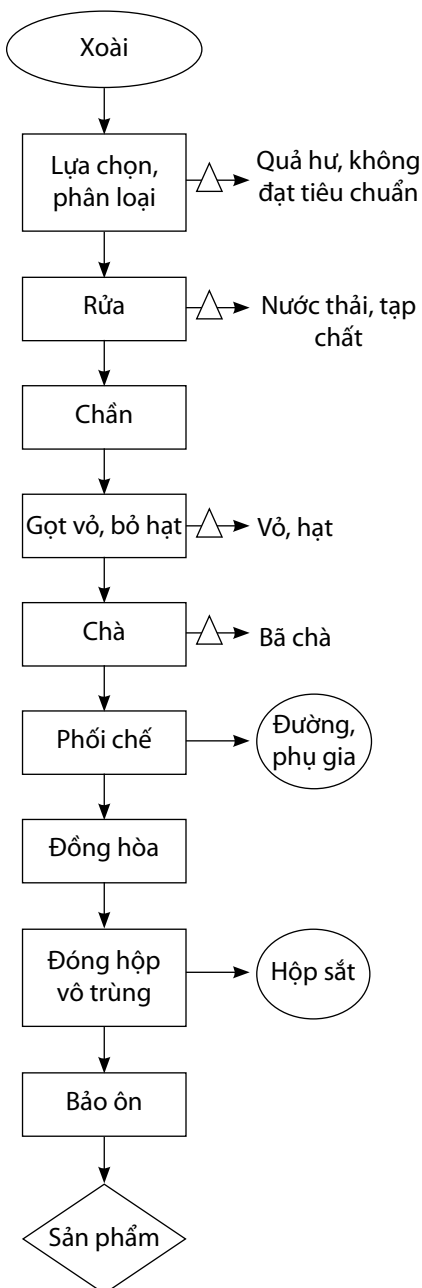 Xoài
Lựa chọn,
phân loại
Quả hư, không
đạt tiêu chuẩn
Rửa
Nước thải, tạp
chất
Chần
Gọt vỏ, bỏ hạt
Vỏ, hạt
Chà
Bã chà
Phối chế
Đường,
phụ gia
Đồng hòa
Đóng hộp
vô trùng
Hộp sắt
Bảo ôn
Sản phẩm